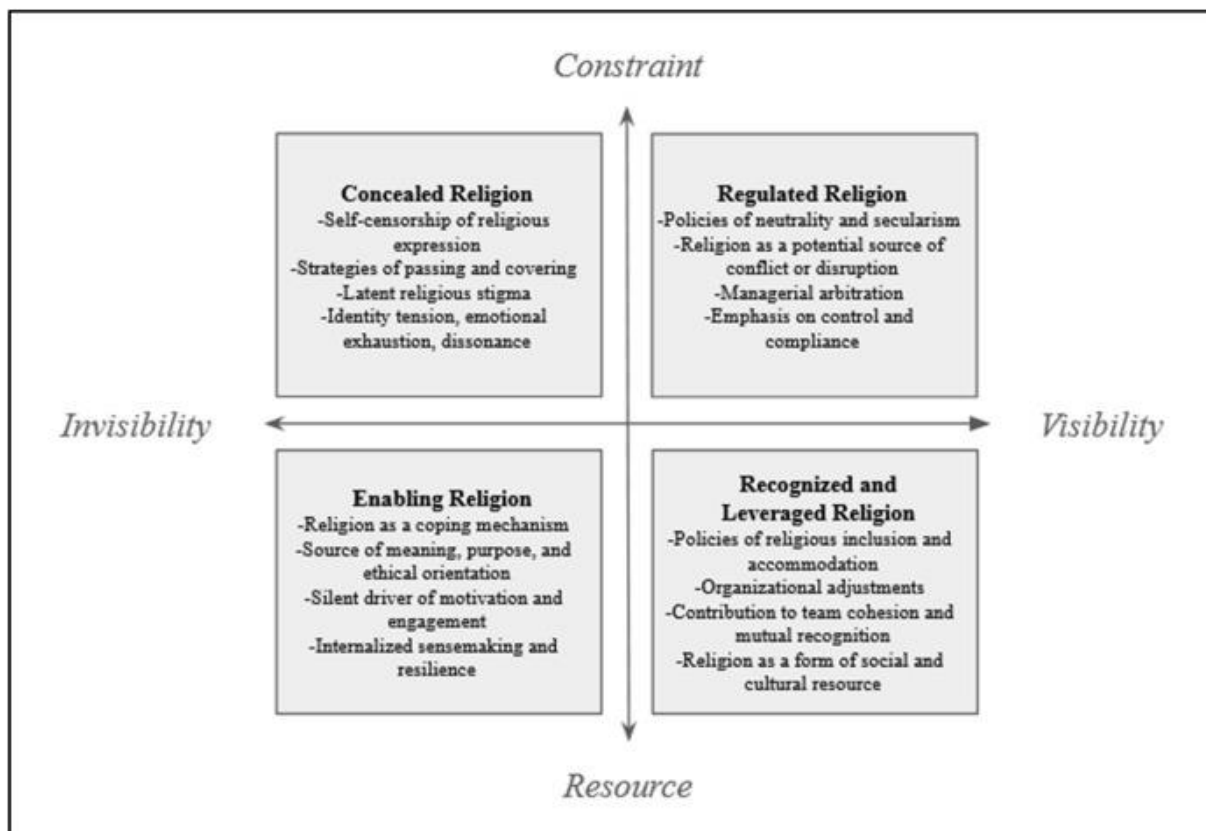 Constraint
Concealed Religion
-Self-censorship of religious
expression
-Strategies of passing and covering
-Latent religious stigma
-Identity tension, emotional
exhaustion, dissonance
Regulated Religion
-Policies of neutrality and secularism
-Religion as a potential source of
conflict or disruption
-Managerial arbitration
-Emphasis on control and
compliance
Invisibility
Visibility
Enabling Religion
-Religion as a coping mechanism
-Source of meaning, purpose, and
ethical orientation
-Silent driver of motivation and
engagement
-Internalized sensemaking and
resilience
Recognized and
Leveraged Religion
-Policies of religious inclusion and
accommodation
-Organizational adjustments
-Contribution to team cohesion and
mutual recognition
-Religion as a form of social and
cultural resource
Resource